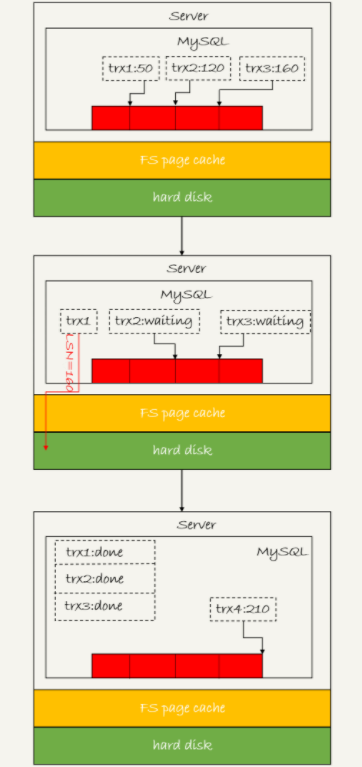 Server
MySQL
trx1:50 trx2:120 trx3:160
FS page cache
hard disk
Server
MySQL
trx1 trx2:waiting trx3:waiting
LSN=160
FS page cache
hard disk
Server
trx1:done MySQL
trx2:done
trx3:done trx4:210
FS page cache
hard disk